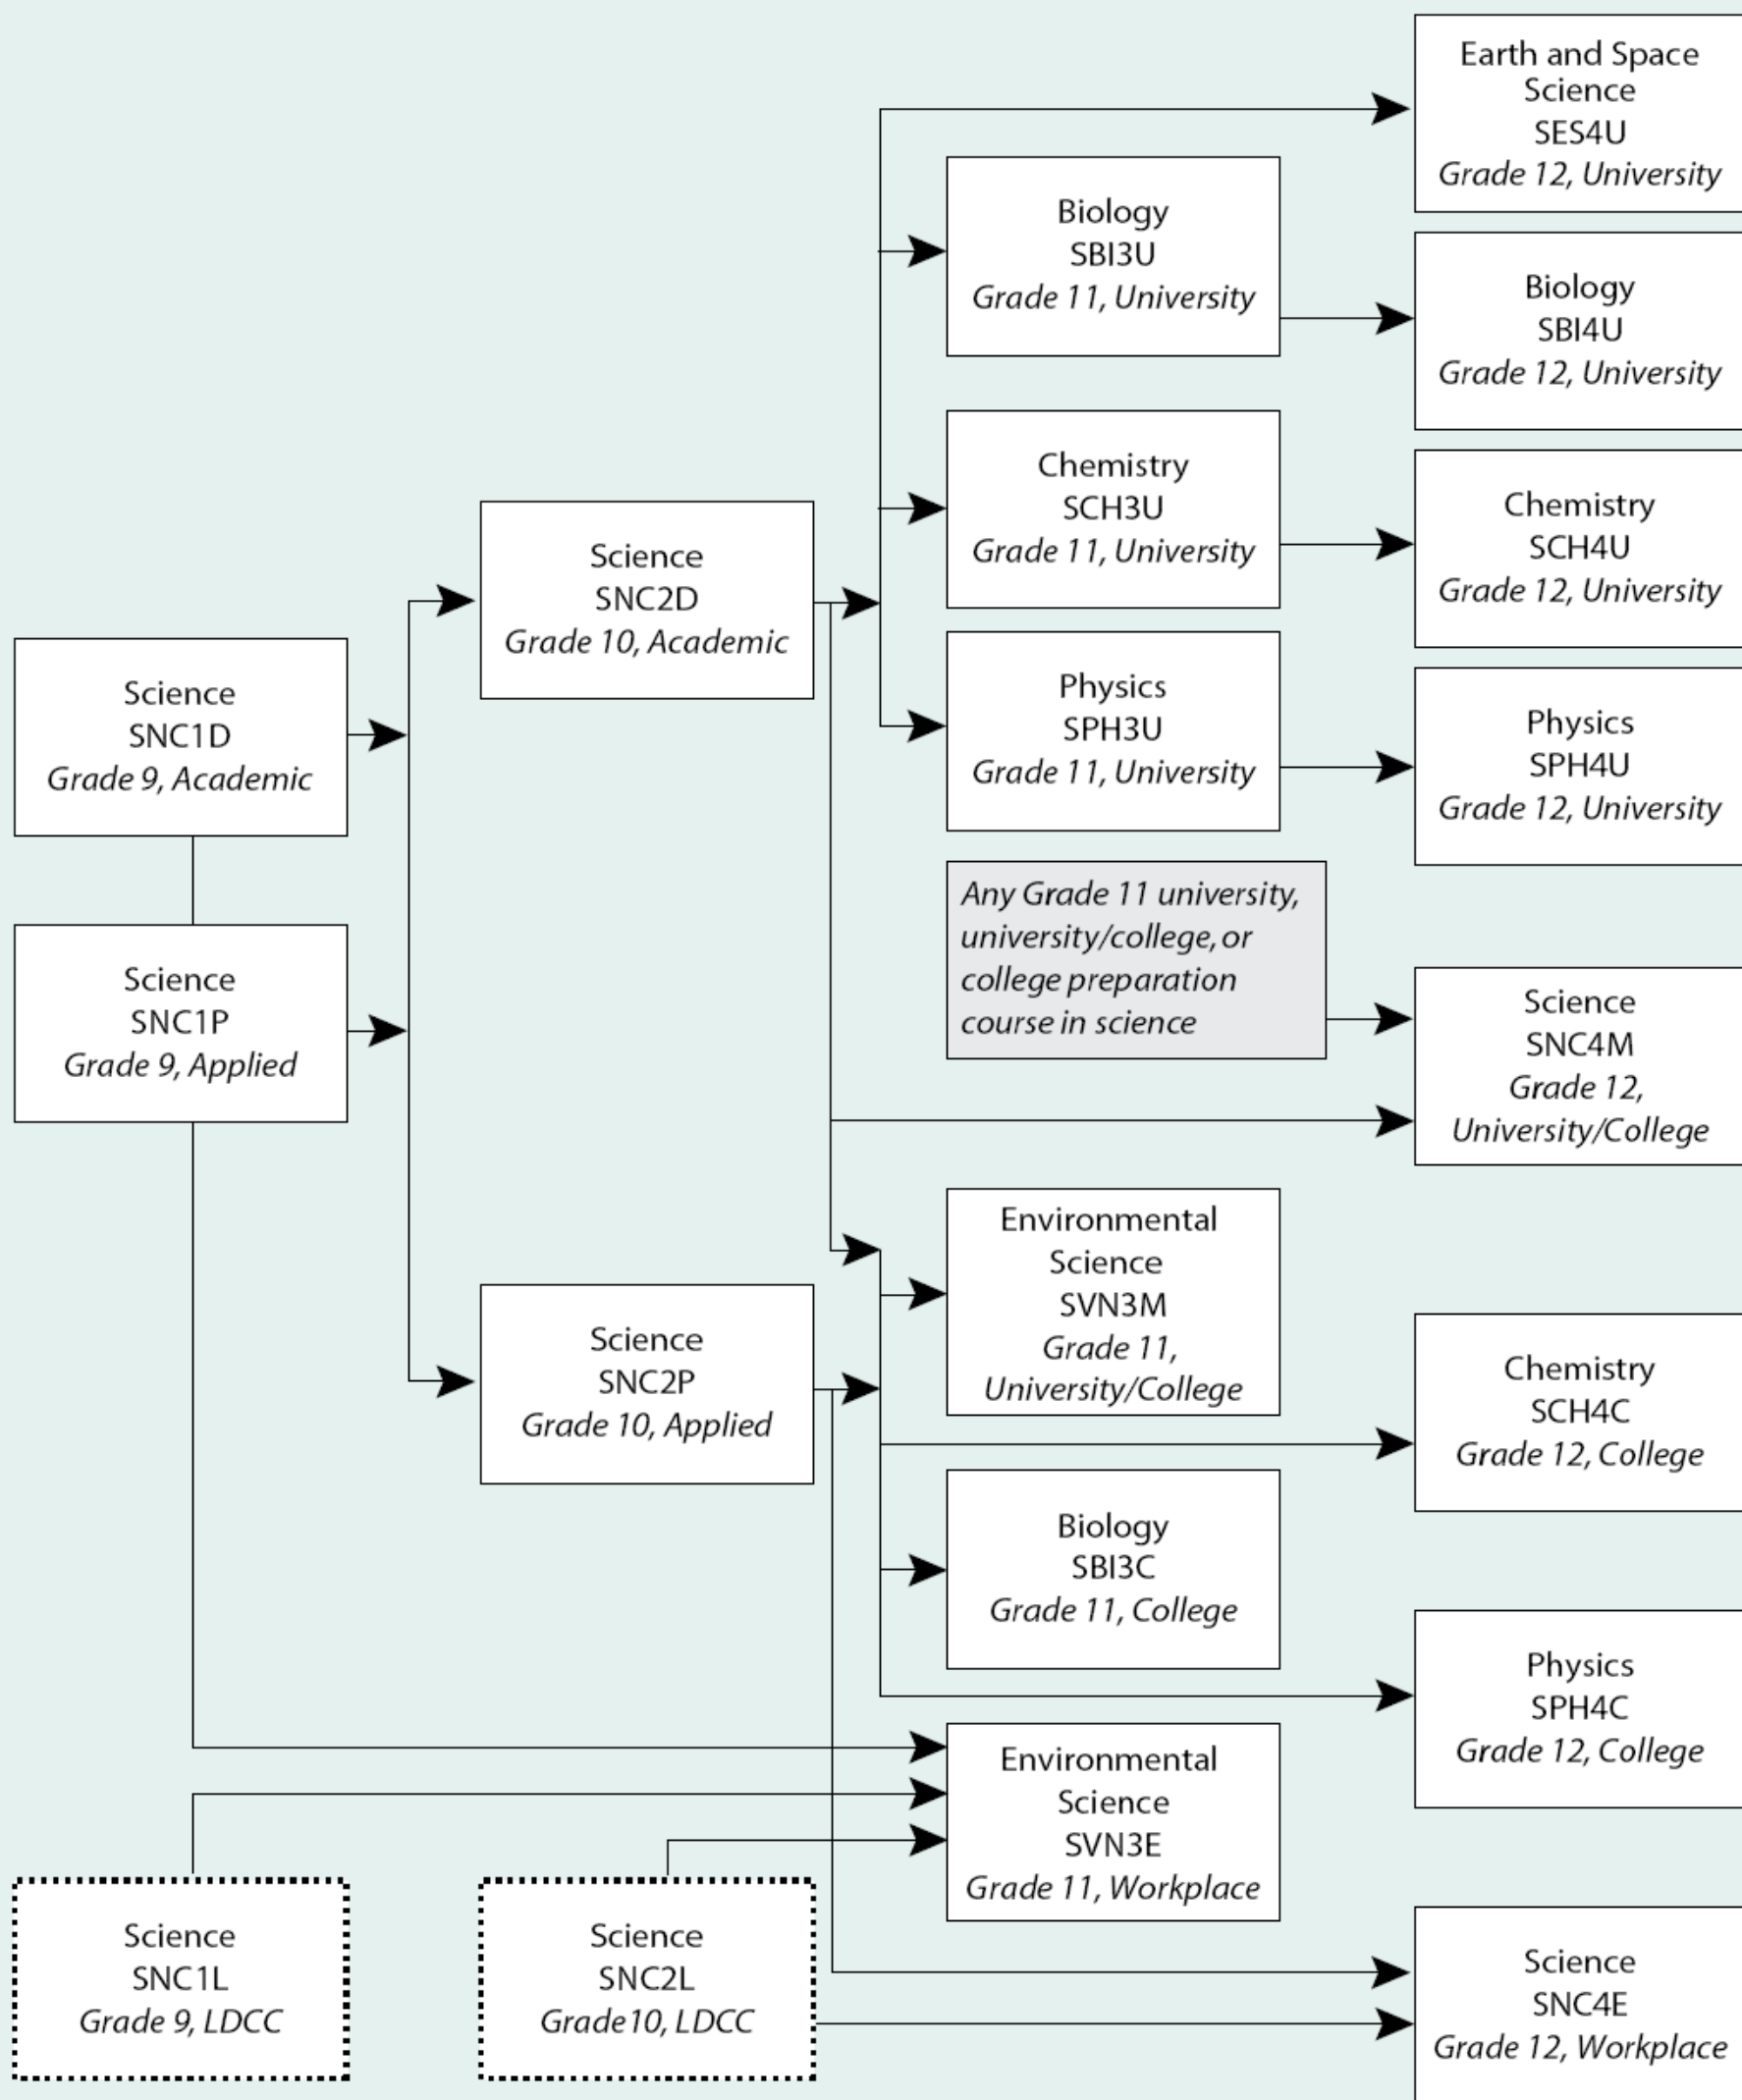 Science
SNC1D
Grade 9, Academic
Science
SNC1P
Grade 9, Applied
Science
SNC1L
Grade 9, LDCC
Science
SNC2D
Grade 10, Academic
Science
SNC2P
Grade 10, Applied
Science
SNC2L
Grade10, LDCC
Biology
SBI3U
Grade 11, University
Chemistry
SCH3U
Grade 11, University
Physics
SPH3U
Grade 11, University
Any Grade 11 university,
university/college, or
college preparation
course in science
Environmental
Science
SVN3M
Grade 11,
University/College
Biology
SBI3C
Grade 11, College
Environmental
Science
SVN3E
Grade 11, Workplace
Earth and Space
Science
SES4U
Grade 12, University
Biology
SBI4U
Grade 12, University
Chemistry
SCH4U
Grade 12, University
Physics
SPH4U
Grade 12, University
Science
SNC4M
Grade 12,
University/College
Chemistry
SCH4C
Grade 12, College
Physics
SPH4C
Grade 12, College
Science
SNC4E
Grade 12, Workplace